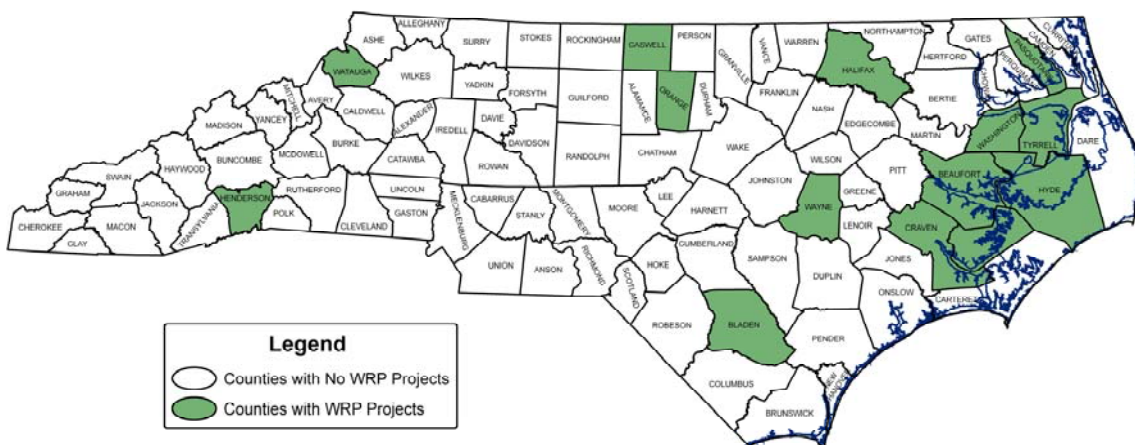 ALLEGHANY
ASHE
SURRY
STOKES
ROCKINGHAM
CASWELL
PERSON
GRANVILLE
VANCE
WARREN
NORTHAMPTON
GATES
HERTFORD
CAMDEN
PASQUOTANK
WATAUGA
WILKES
YADKIN
FORSYTH
GUILFORD
ALAMANCE
ORANGE
DURHAM
FRANKLIN
HALIFAX
BERTIE
MITCHELL
AVERY
YANCEY
CALDWELL
ALEXANDER
IREDELL
DAVIE
NASH
EDGECOMBE
MARTIN
WASHINGTON
TYRRELL
DARE
MADISON
BUNCOMBE
MCDOWELL
BURKE
CATAWBA
ROWAN
DAVIDSON
RANDOLPH
CHATHAM
WAKE
WILSON
PITT
BEAUFORT
HYDE
SWAIN
HAYWOOD
GRAHAM
JACKSON
HENDERSON
RUTHERFORD
LINCOLN
CABARRUS
STANLY
MONTGOMERY
MOORE
LEE
HARNETT
JOHNSTON
WAYNE
GREENE
LENOIR
CRAVEN
CHEROKEE
MACON
CLAY
TRANSYLVANIA
POLK
CLEVELAND
GASTON
MECKLENBURG
UNION
ANSON
RICHMOND
SCOTLAND
HOKE
CUMBERLAND
SAMPSON
DUPLIN
JONES
ONSLOW
ROBESON
BLADEN
PENDER
COLUMBUS
BRUNSWICK
NEW
HANOVER
Legend
Counties with No WRP Projects
Counties with WRP Projects